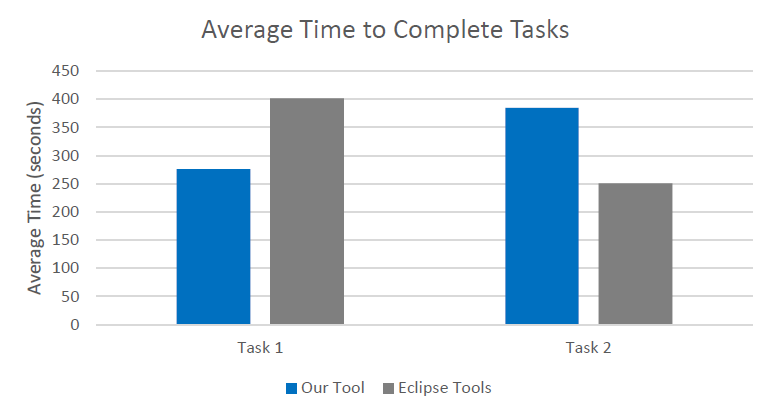 Average Time to Complete Tasks
Average Time (seconds)
450
400
350
300
250
200
150
100
50
0
Task 1 Task 2
Our Tool Eclipse Tools